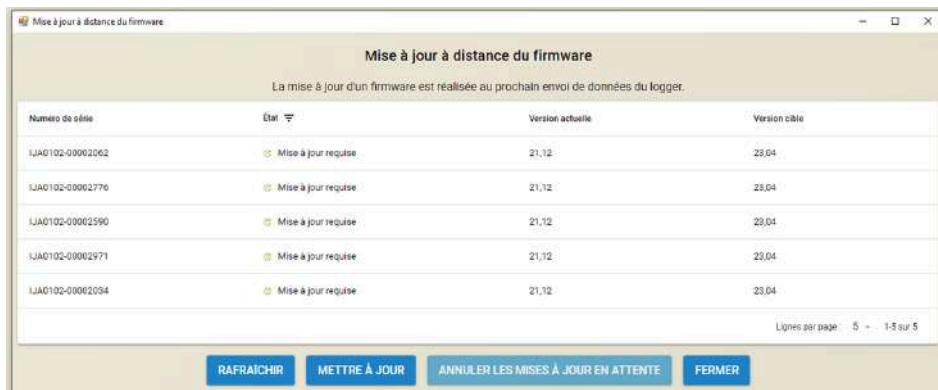 Mise à jour à distance du firmware
Mise à jour à distance du firmware
La mise à jour d'un firmware est réalisée au prochain envoi de données du logger.
Numéro de série État Version actuelle Version cible
IJA0102-00002062 Mise à jour requise 21,12 23,04
IJA0102-00002776 Mise à jour requise 21,12 23,04
IJA0102-00002590 Mise à jour requise 21,12 23,04
IJA0102-00002971 Mise à jour requise 21,12 23,04
IJA0102-00002034 Mise à jour requise 21,12 23,04
Lignes par page 5 1-5 sur 5
RAFRAÎCHIR METTRE À JOUR ANNULER LES MISES À JOUR EN ATTENTE FERMER